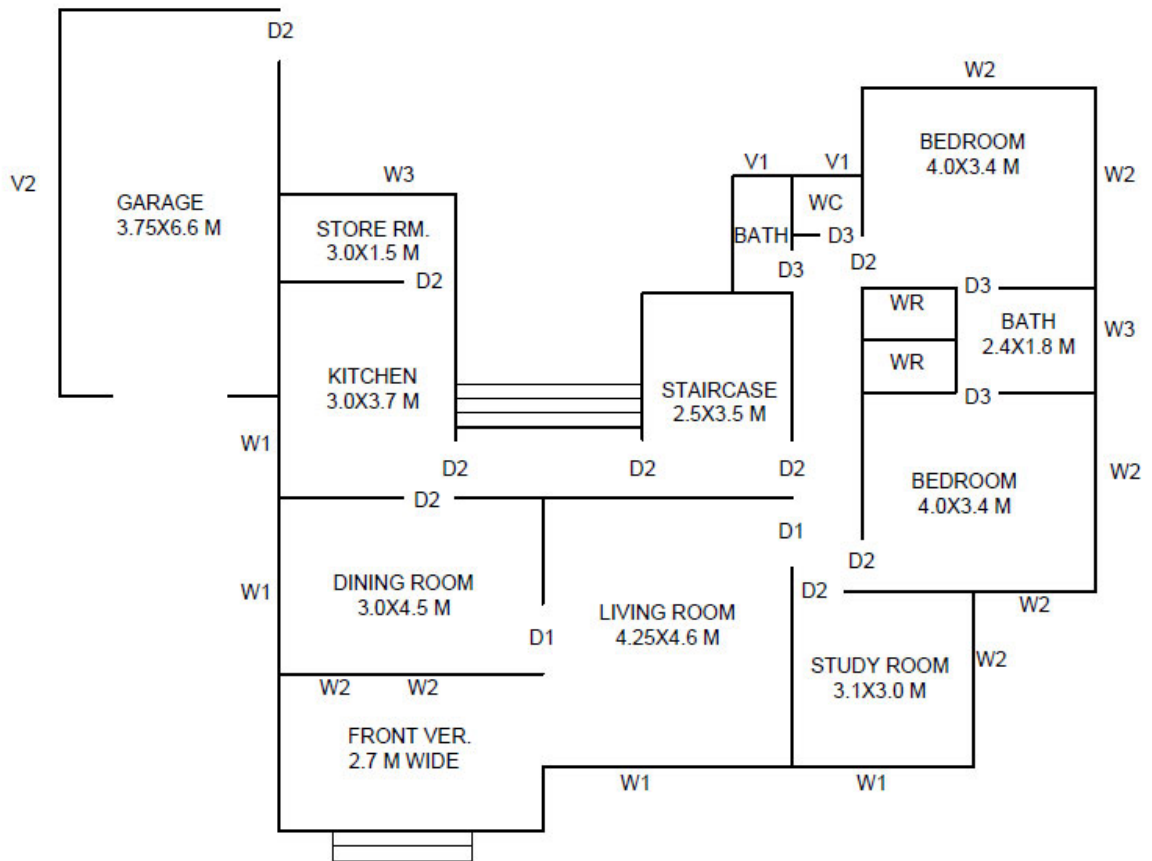 D2
W2
BEDROOM
4.0X3.4 M
W2
V2
GARAGE
3.75X6.6 M
W3
V1
V1
STORE RM.
3.0X1.5 M
WC
BATH
D3
D3
D2
D2
D3
WR
BATH
2.4X1.8 M
W3
WR
KITCHEN
3.0X3.7 M
STAIRCASE
2.5X3.5 M
D3
W1
D2
D2
D2
BEDROOM
4.0X3.4 M
W2
D2
D1
D2
W1
DINING ROOM
3.0X4.5 M
D1
LIVING ROOM
4.25X4.6 M
D2
W2
STUDY ROOM
3.1X3.0 M
W2
W2
W2
FRONT VER.
2.7 M WIDE
W1
W1